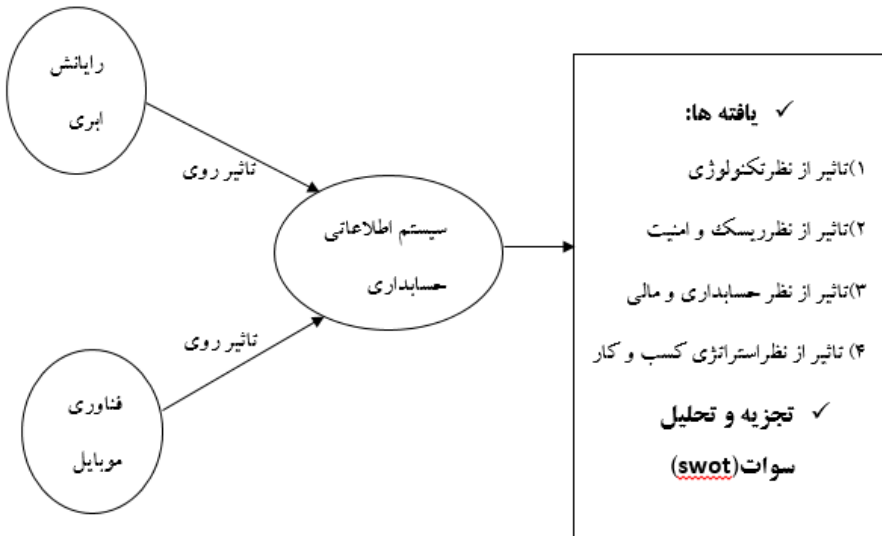 رایانش
ابری
تاثیر روی
سیستم اطلاعاتی
حسابداری
تاثیر روی
فناوری
موبایل
✓ یافته ها:
۱)تاثیر از نظرتکنولوژی
۲)تاثیر از نظرریسک و امنیت
۳)تاثیر از نظر حسابداری و مالی
۴) تاثیر از نظراستراتژی کسب و کار
✓ تجزیه و تحلیل
سوات(swot)